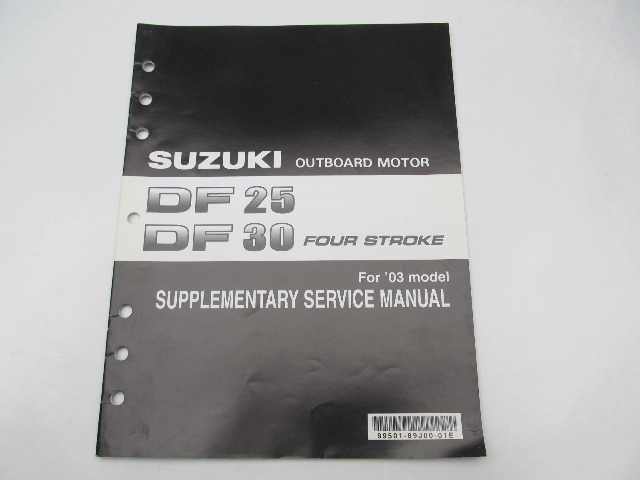 SUZUKI OUTBOARD MOTOR
DF 25
DF 30 FOUR STROKE
For '03 model
SUPPLEMENTARY SERVICE MANUAL
99501-89J00-01E